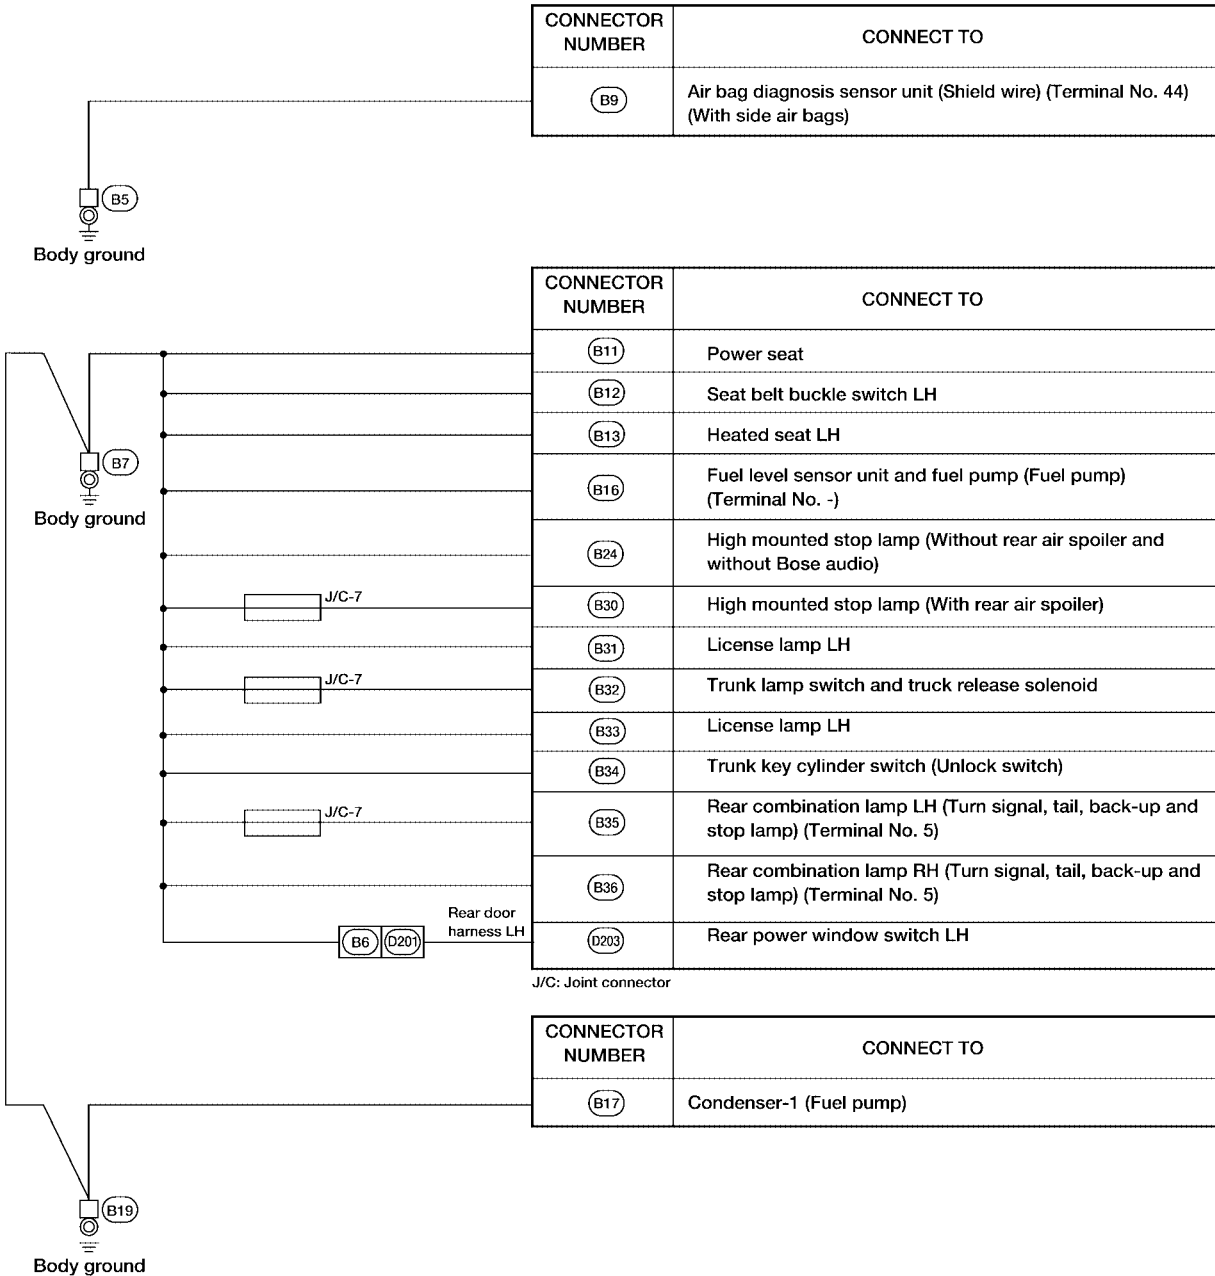 CONNECTOR NUMBER
CONNECT TO
B9
Air bag diagnosis sensor unit (Shield wire) (Terminal No. 44)
(With side air bags)
B5
Body ground
CONNECTOR NUMBER
CONNECT TO
B11
Power seat
B12
Seat belt buckle switch LH
B13
Heated seat LH
B7
Body ground
B16
Fuel level sensor unit and fuel pump (Fuel pump)
(Terminal No. -)
B24
High mounted stop lamp (Without rear air spoiler and
without Bose audio)
J/C-7
B30
High mounted stop lamp (With rear air spoiler)
B31
License lamp LH
J/C-7
B32
Trunk lamp switch and truck release solenoid
B33
License lamp LH
B34
Trunk key cylinder switch (Unlock switch)
J/C-7
B35
Rear combination lamp LH (Turn signal, tail, back-up and
stop lamp) (Terminal No. 5)
B36
Rear combination lamp RH (Turn signal, tail, back-up and
stop lamp) (Terminal No. 5)
Rear door
harness LH
B6
D201
D203
Rear power window switch LH
J/C: Joint connector
CONNECTOR NUMBER
CONNECT TO
B17
Condenser-1 (Fuel pump)
B19
Body ground